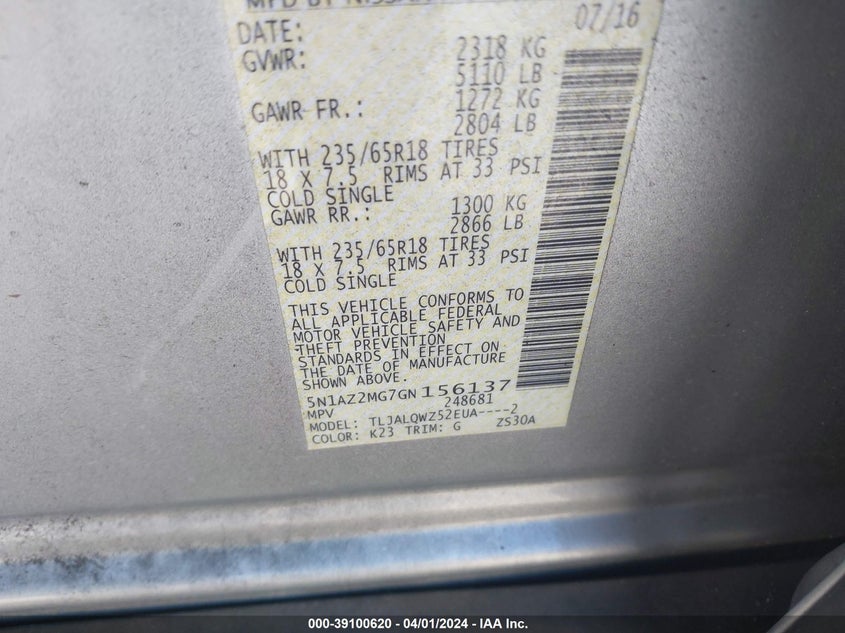 MFD BY NISSAN
DATE: 07/16
GVWR: 2318 KG
5110 LB
GAWR FR.: 1272 KG
2804 LB
WITH 235/65R18 TIRES
18 X 7.5 RIMS AT 33 PSI
COLD SINGLE
GAWR RR.: 1300 KG
2866 LB
WITH 235/65R18 TIRES
18 X 7.5 RIMS AT 33 PSI
COLD SINGLE
THIS VEHICLE CONFORMS TO
ALL APPLICABLE FEDERAL
MOTOR VEHICLE SAFETY AND
THEFT PREVENTION
STANDARDS IN EFFECT ON
THE DATE OF MANUFACTURE
SHOWN ABOVE.
5N1AZ2MG7GN156137
MPV 248681
MODEL: TLJALQWZ52EUA----2
COLOR: K23 TRIM: G ZS30A
000-39100620 - 04/01/2024 - IAA Inc.